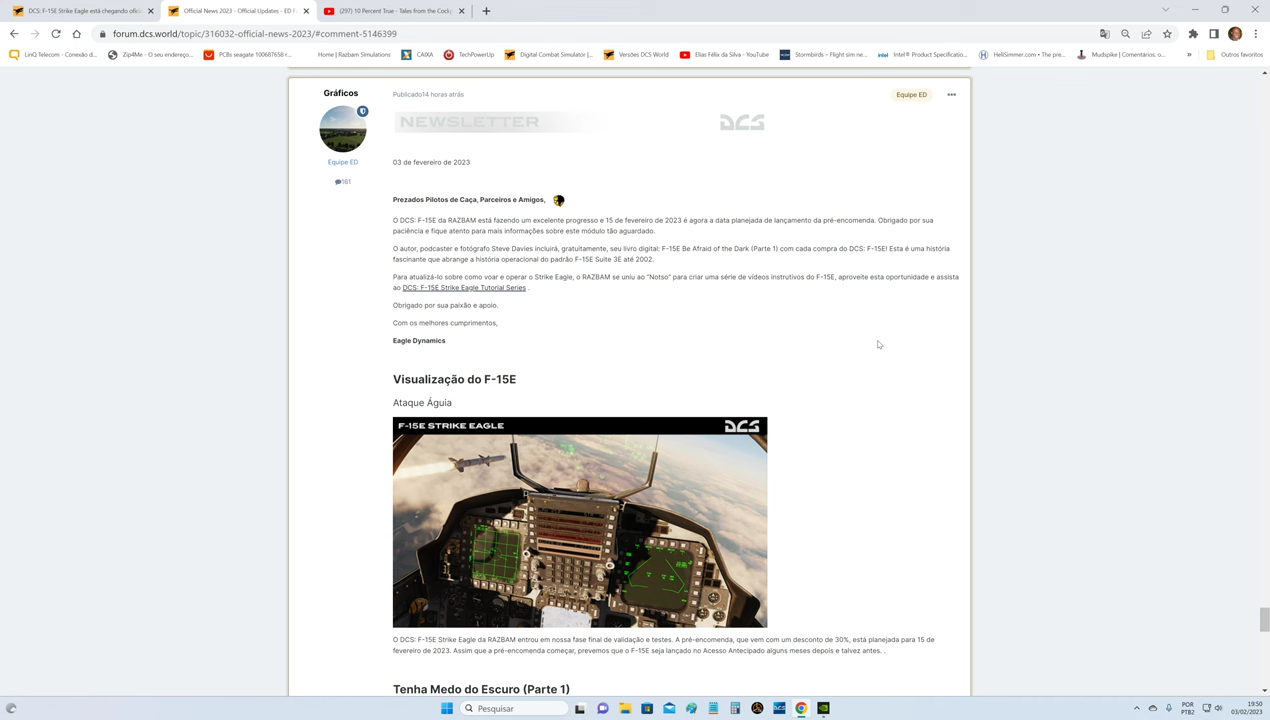 DCS: F-15E Strike Eagle está chegando ofici
Official News 2023 - Official Updates - ED F
(297) 10 Percent True - Tales from the Cock
forum.dcs.world/topic/316032-official-news-2023/#comment-5146399
LinQ Telecom - Conexão d...
Zip4Me - O seu endereço...
PCBs seagate 100687658 r...
Home | Razbam Simulations
CAIXA
TechPowerUp
Digital Combat Simulator |...
Versões DCS World
Elias Félix da Silva - YouTube
Stormbirds – Flight sim ne...
Intel® Product Specificatio...
HeliSimmer.com • The pre...
Mudspike | Comentários, o...
»
Outros favoritos
Gráficos
Publicado14 horas atrás
Equipe ED
NEWSLETTER
DCS
Equipe ED
161
03 de fevereiro de 2023
Prezados Pilotos de Caça, Parceiros e Amigos,
O DCS: F-15E da RAZBAM está fazendo um excelente progresso e 15 de fevereiro de 2023 é agora a data planejada de lançamento da pré-encomenda. Obrigado por sua
paciência e fique atento para mais informações sobre este módulo tão aguardado.
O autor, podcaster e fotógrafo Steve Davies incluirá, gratuitamente, seu livro digital: F-15E Be Afraid of the Dark (Parte 1) com cada compra do DCS: F-15E! Esta é uma história
fascinante que abrange a história operacional do padrão F-15E Suite 3E até 2002.
Para atualizá-lo sobre como voar e operar o Strike Eagle, o RAZBAM se uniu ao "Notso" para criar uma série de vídeos instrutivos do F-15E, aproveite esta oportunidade e assista
ao DCS: F-15E Strike Eagle Tutorial Series .
Obrigado por sua paixão e apoio.
Com os melhores cumprimentos,
Eagle Dynamics
Visualização do F-15E
Ataque Águia
F-15E STRIKE EAGLE
DCS
O DCS: F-15E Strike Eagle da RAZBAM entrou em nossa fase final de validação e testes. A pré-encomenda, que vem com um desconto de 30%, está planejada para 15 de
fevereiro de 2023. Assim que a pré-encomenda começar, prevemos que o F-15E seja lançado no Acesso Antecipado alguns meses depois e talvez antes. .
Tenha Medo do Escuro (Parte 1)
Pesquisar
POR
PTB2
19:50
03/02/2023